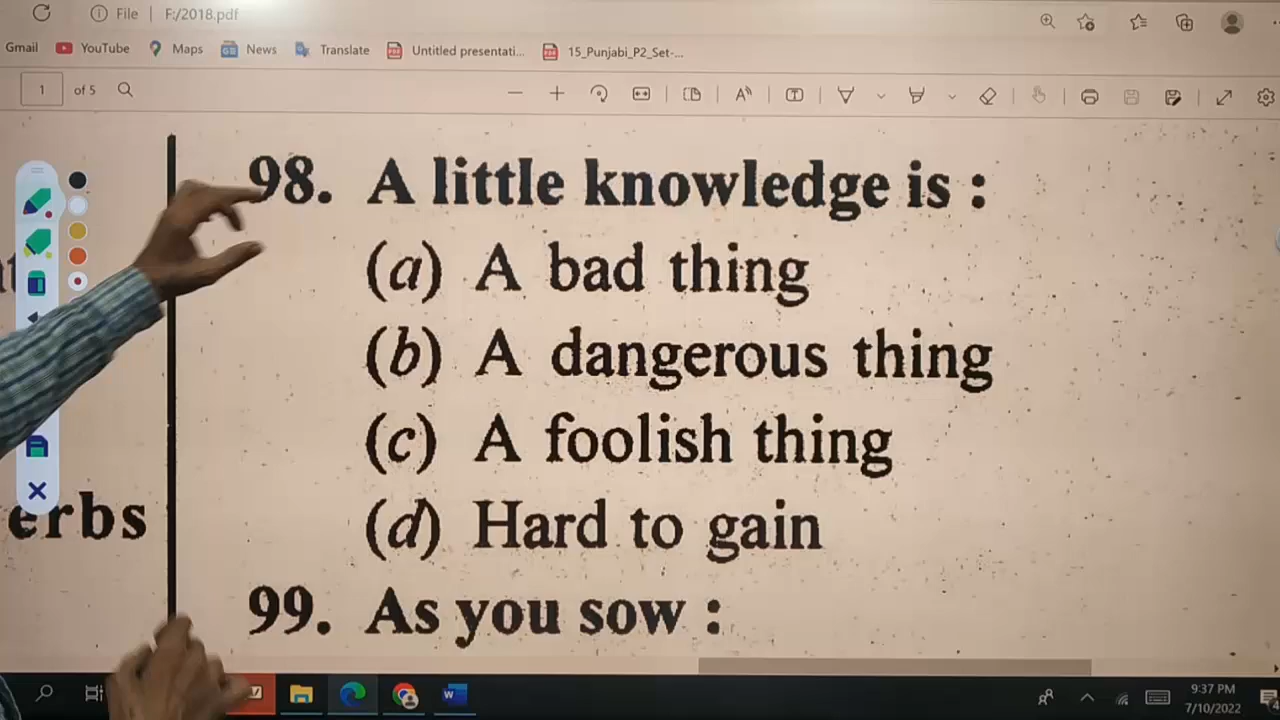 File | F:/2018.pdf
Gmail YouTube Maps News Translate Untitled presentati... 15_Punjabi_P2_Set-...
1 of 5
98. A little knowledge is :
(a) A bad thing
(b) A dangerous thing
(c) A foolish thing
(d) Hard to gain
erbs
99. As you sow :
9:37 PM
7/10/2022